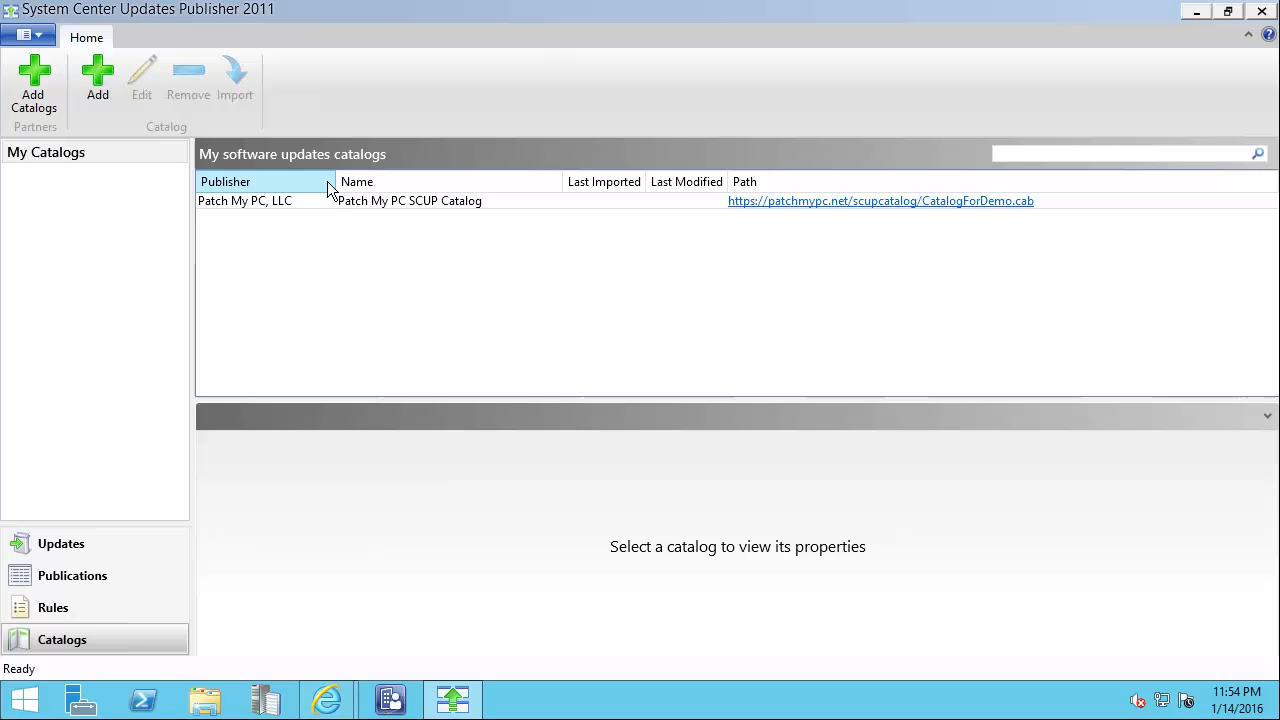 System Center Updates Publisher 2011
Home
Add Catalogs
Add
Edit
Remove
Import
Partners
Catalog
My Catalogs
My software updates catalogs
Publisher Name Last Imported Last Modified Path
Patch My PC, LLC Patch My PC SCUP Catalog https://patchmypc.net/scupcatalog/CatalogForDemo.cab
Select a catalog to view its properties
Updates
Publications
Rules
Catalogs
Ready
11:54 PM
1/14/2016